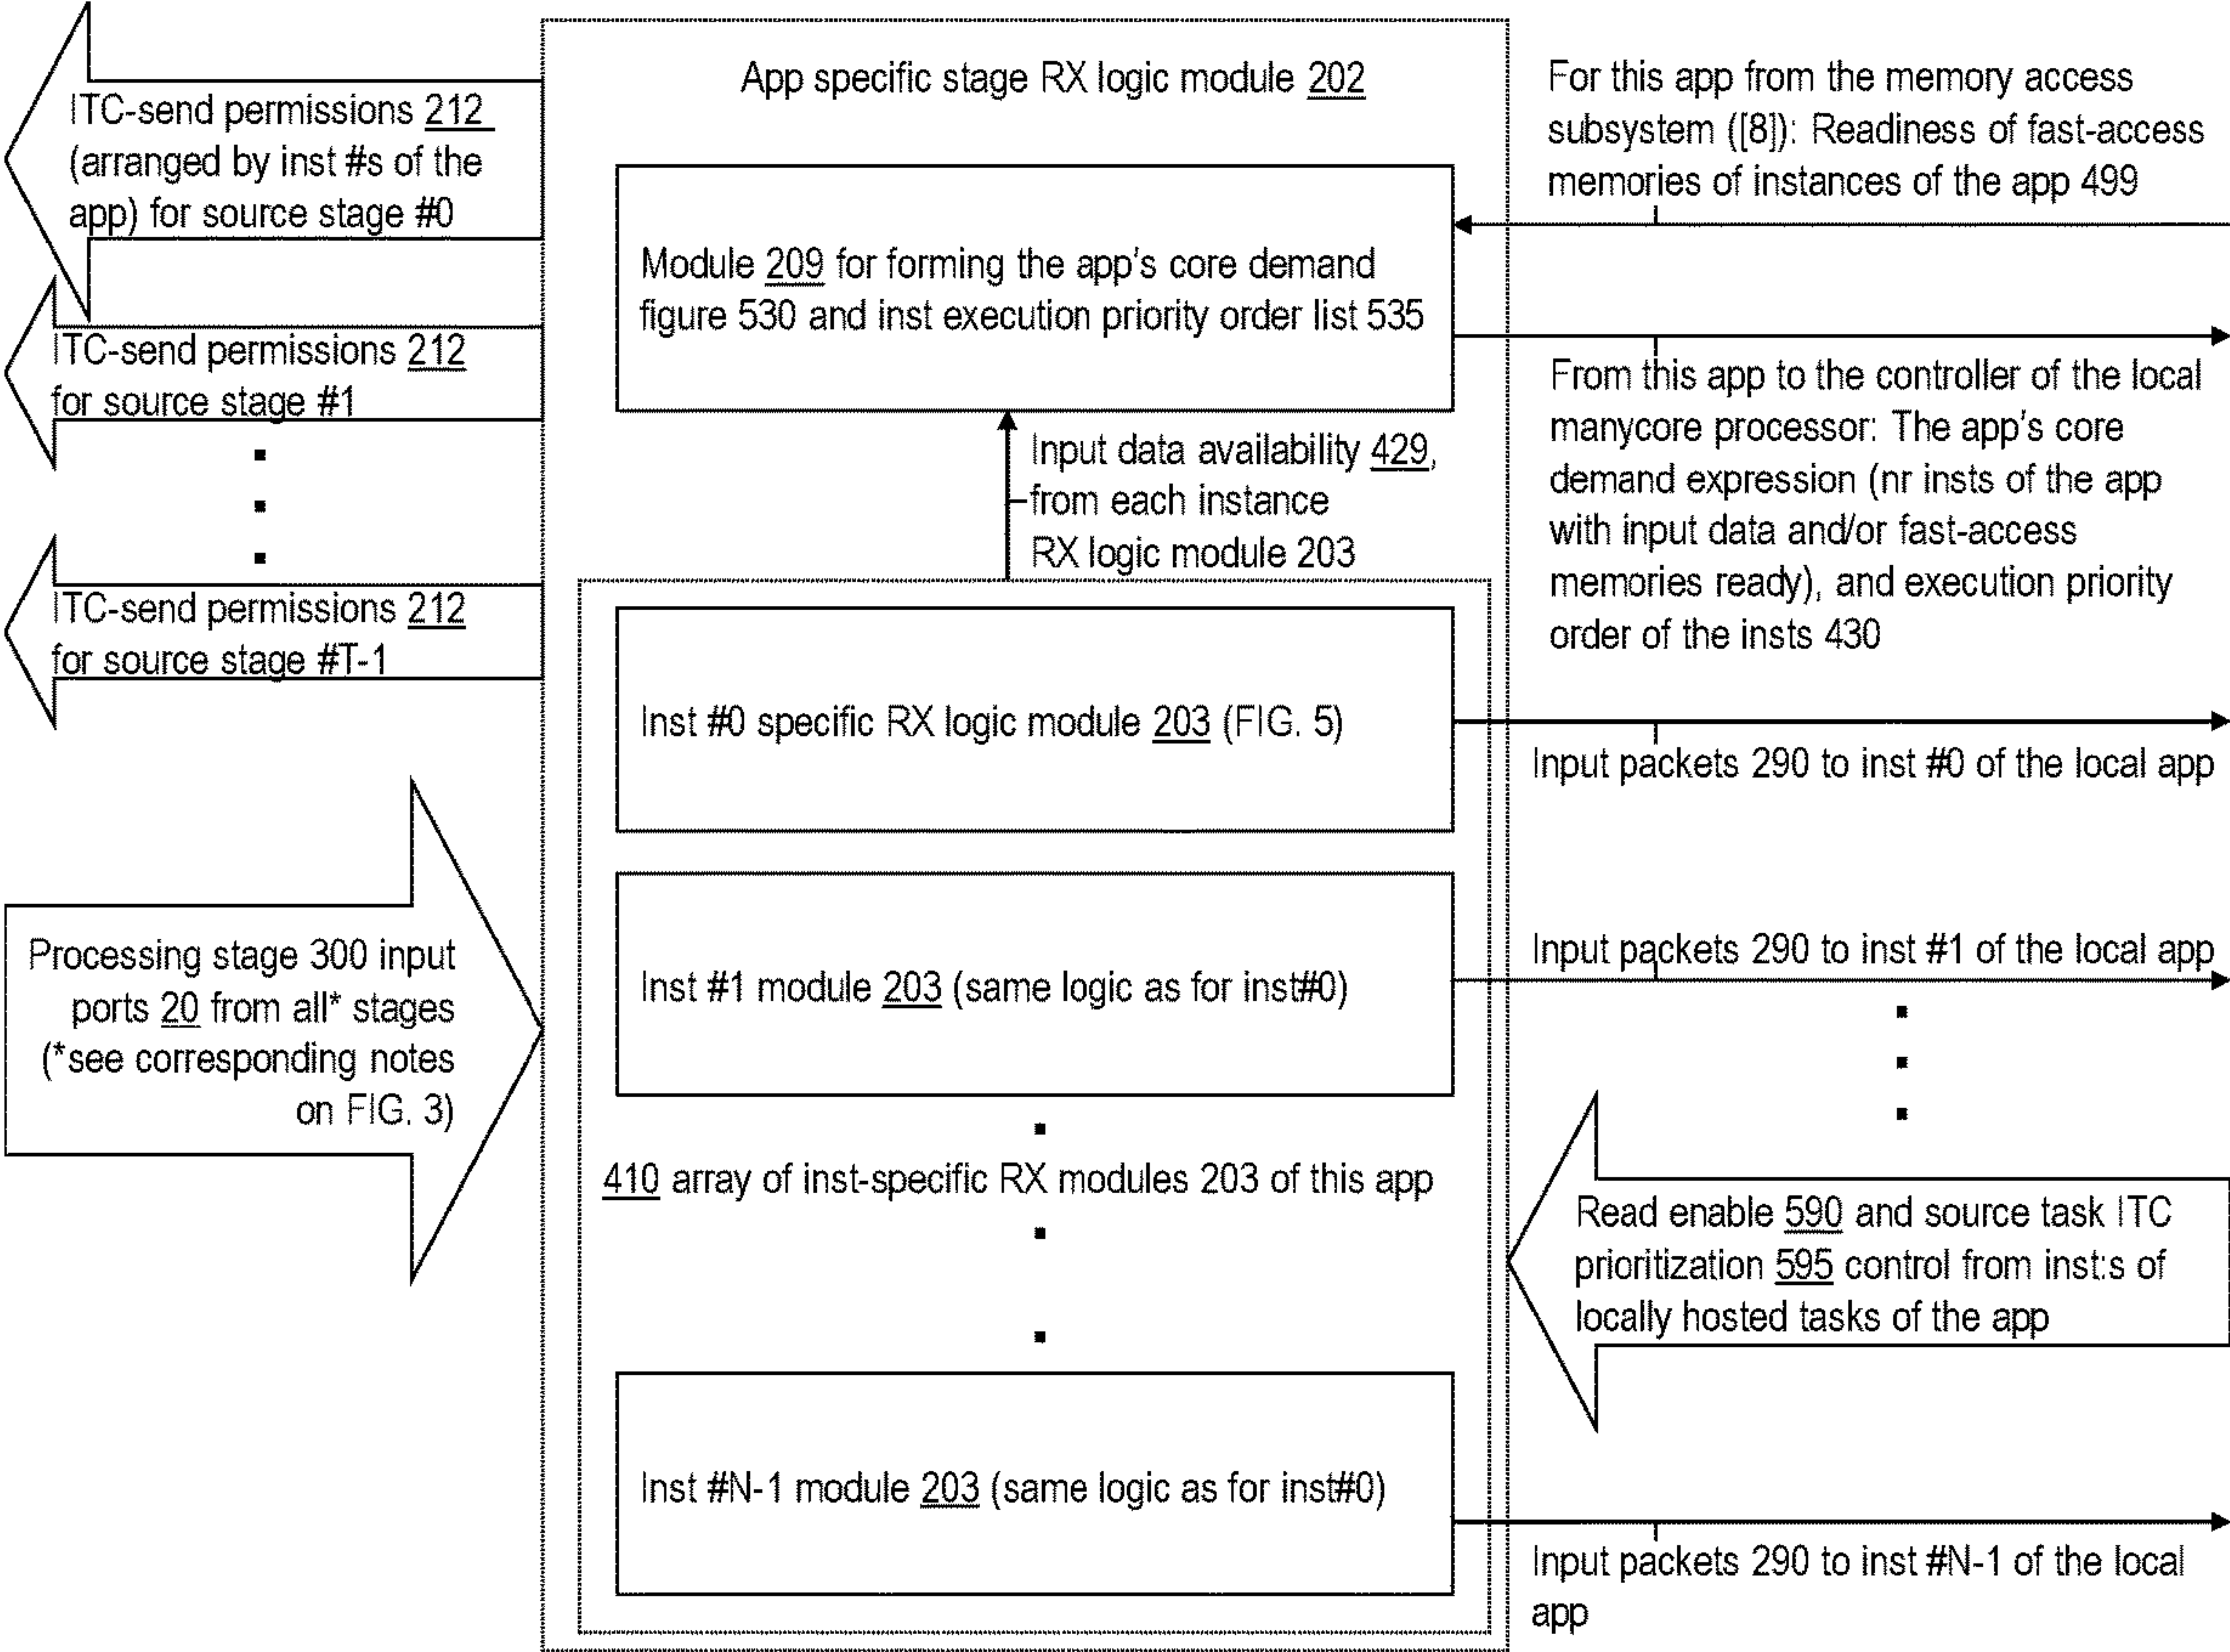 App specific stage RX logic module 202
ITC-send permissions 212
(arranged by inst #s of the
app) for source stage #0
ITC-send permissions 212
for source stage #1
ITC-send permissions 212
for source stage #T-1
Processing stage 300 input
ports 20 from all* stages
(*see corresponding notes
on FIG. 3)
Module 209 for forming the app's core demand
figure 530 and inst execution priority order list 535
Input data availability 429,
from each instance
RX logic module 203
Inst #0 specific RX logic module 203 (FIG. 5)
Inst #1 module 203 (same logic as for inst#0)
410 array of inst-specific RX modules 203 of this app
Inst #N-1 module 203 (same logic as for inst#0)
For this app from the memory access
subsystem ([8]): Readiness of fast-access
memories of instances of the app 499
From this app to the controller of the local
manycore processor: The app's core
demand expression (nr insts of the app
with input data and/or fast-access
memories ready), and execution priority
order of the insts 430
Input packets 290 to inst #0 of the local app
Input packets 290 to inst #1 of the local app
Read enable 590 and source task ITC
prioritization 595 control from inst:s of
locally hosted tasks of the app
Input packets 290 to inst #N-1 of the local
app